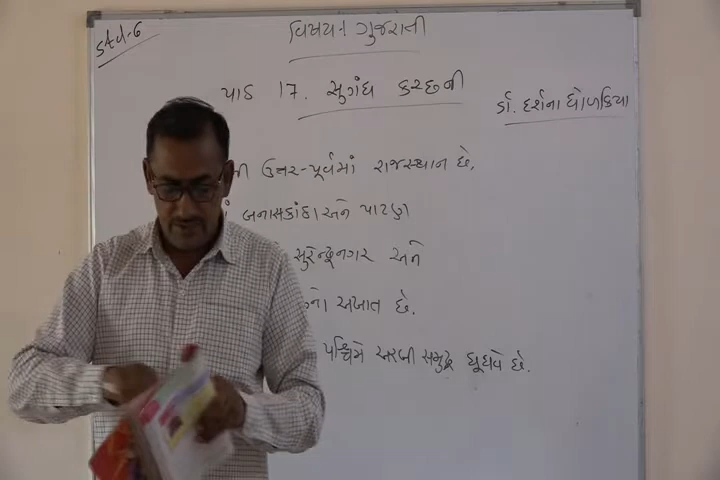 ધોરણ-6
વિષય:- ગુજરાતી
પાઠ 17. સુગંધ કચ્છની
ડૉ. દર્શના ધોળકિયા
ની ઉત્તર-પૂર્વમાં રાજસ્થાન છે.
બનાસકાંઠા અને પાટણ
સુરેન્દ્રનગર અને
નો અખાત છે.
પશ્ચિમે અરબી સમુદ્ર ઘૂઘવે છે.